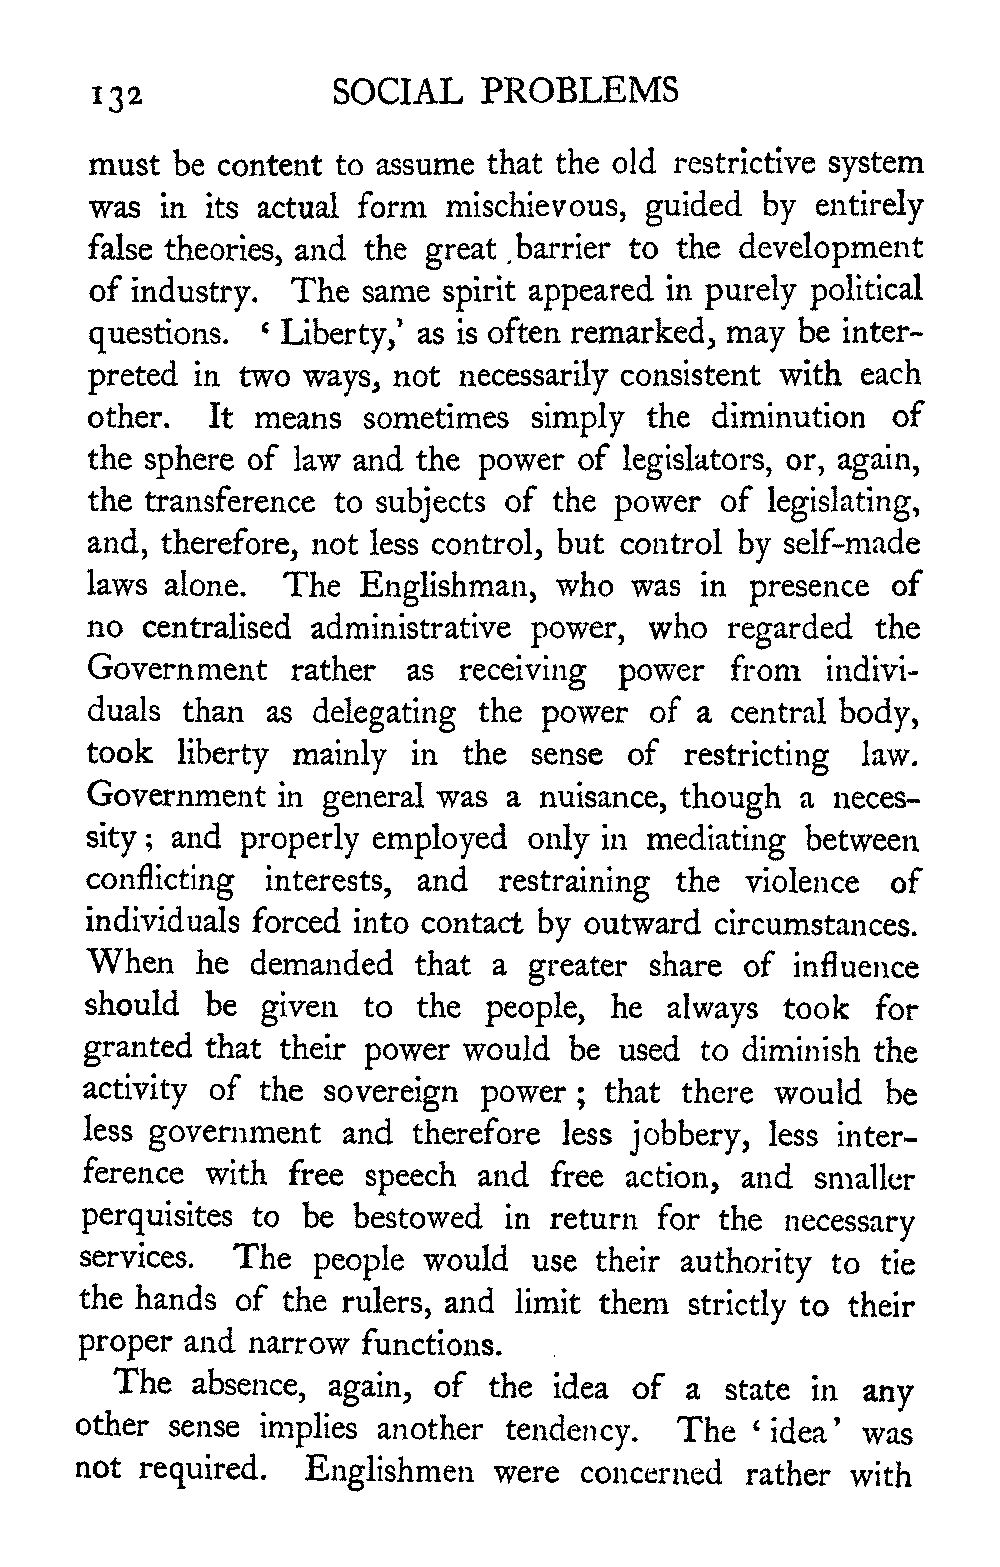 132 SOCIAL PROBLEMS
must be content to assume that the old restrictive system
was in its actual form mischievous, guided by entirely
false theories, and the great barrier to the development
of industry. The same spirit appeared in purely political
questions. ‘ Liberty,’ as is often remarked, may be inter-
preted in two ways, not necessarily consistent with each
other. It means sometimes simply the diminution of
the sphere of law and the power of legislators, or, again,
the transference to subjects of the power of legislating,
and, therefore, not less control, but control by self-made
laws alone. The Englishman, who was in presence of
no centralised administrative power, who regarded the
Government rather as receiving power from indivi-
duals than as delegating the power of a central body,
took liberty mainly in the sense of restricting law.
Government in general was a nuisance, though a neces-
sity ; and properly employed only in mediating between
conflicting interests, and restraining the violence of
individuals forced into contact by outward circumstances.
When he demanded that a greater share of influence
should be given to the people, he always took for
granted that their power would be used to diminish the
activity of the sovereign power ; that there would be
less government and therefore less jobbery, less inter-
ference with free speech and free action, and smaller
perquisites to be bestowed in return for the necessary
services. The people would use their authority to tie
the hands of the rulers, and limit them strictly to their
proper and narrow functions.
The absence, again, of the idea of a state in any
other sense implies another tendency. The ‘ idea ’ was
not required. Englishmen were concerned rather with